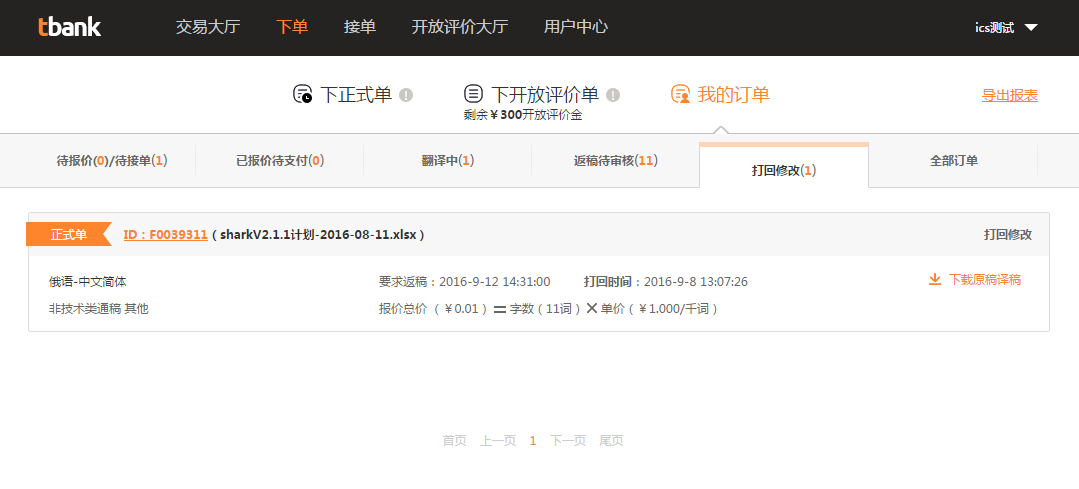 tbank 交易大厅 下单 接单 开放评价大厅 用户中心 ics测试
下正式单 下开放评价单 我的订单 导出报表
剩余￥300开放评价金
待报价(0)/待接单(1) 已报价待支付(0) 翻译中(1) 返稿待审核(11) 打回修改(1) 全部订单
正式单 ID：F0039311（sharkV2.1.1计划-2016-08-11.xlsx） 打回修改
俄语-中文简体 要求返稿：2016-9-12 14:31:00 打回时间：2016-9-8 13:07:26 下载原稿译稿
非技术类通稿 其他 报价总价（￥0.01）＝字数（11词）×单价（￥1.000/千词）
首页 上一页 1 下一页 尾页